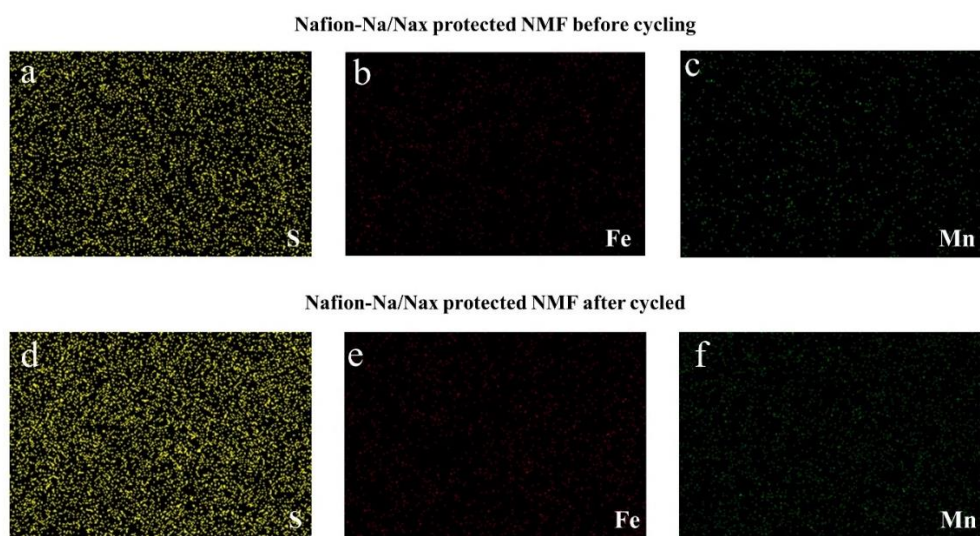 Nafion-Na/Nax protected NMF before cycling
a
b
c
S
Fe
Mn
Nafion-Na/Nax protected NMF after cycled
d
e
f
S
Fe
Mn